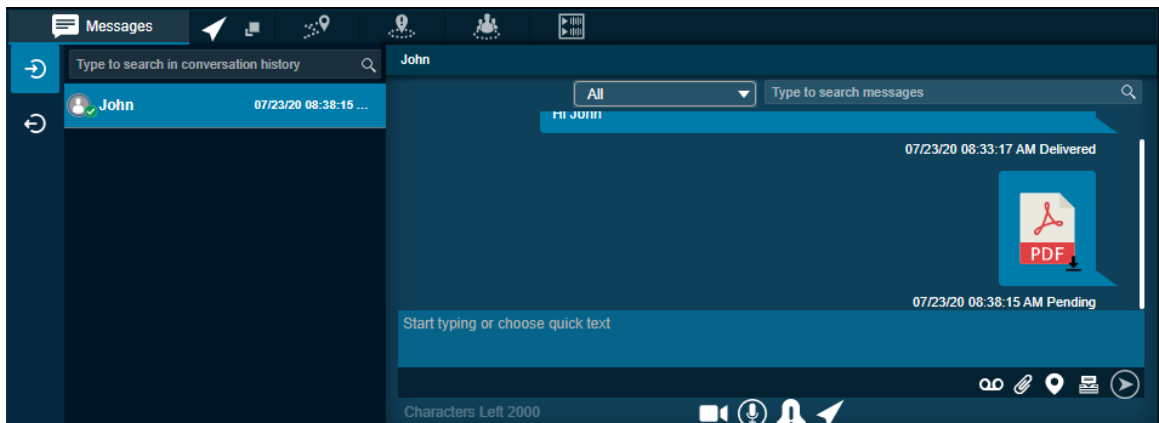 Messages
Type to search in conversation history
John 07/23/20 08:38:15 ...
John
All
Type to search messages
Hi John
07/23/20 08:33:17 AM Delivered
PDF
07/23/20 08:38:15 AM Pending
Start typing or choose quick text
Characters Left 2000